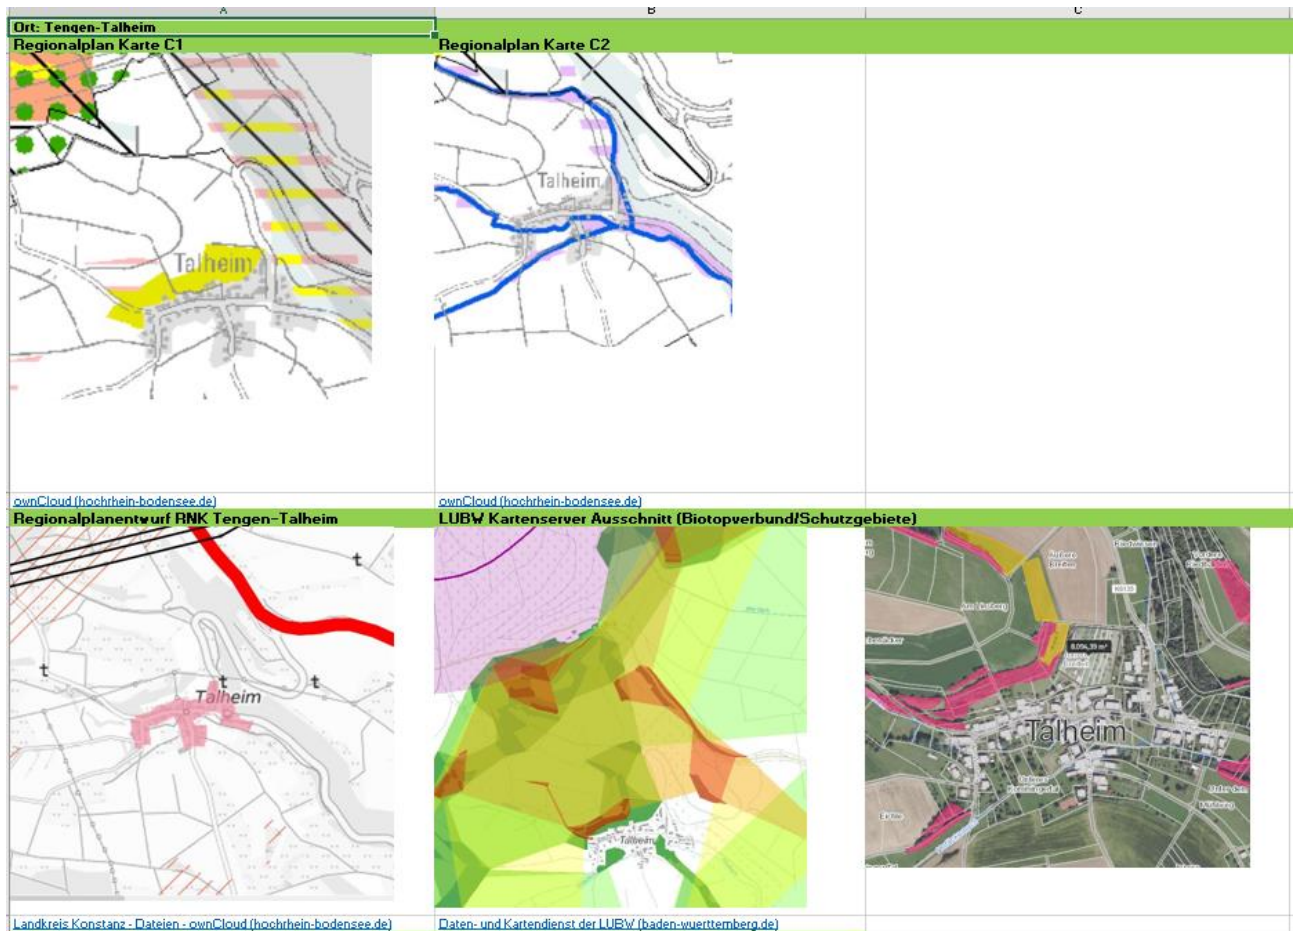 A B C
Ort: Tengen-Talheim
Regionalplan Karte C1
Regionalplan Karte C2
Talheim
Talheim
ownCloud (hochrhein-bodensee.de)
ownCloud (hochrhein-bodensee.de)
Regionalplanentwurf RNK Tengen-Talheim
LUBW Kartenserver Ausschnitt (Biotopverbund/Schutzgebiete)
t
t
t
Talheim
Talheim
Am Lindberg
Talheim
Landkreis Konstanz - Dateien - ownCloud (hochrhein-bodensee.de)
Daten- und Kartendienst der LUBW (baden-wuerttemberg.de)